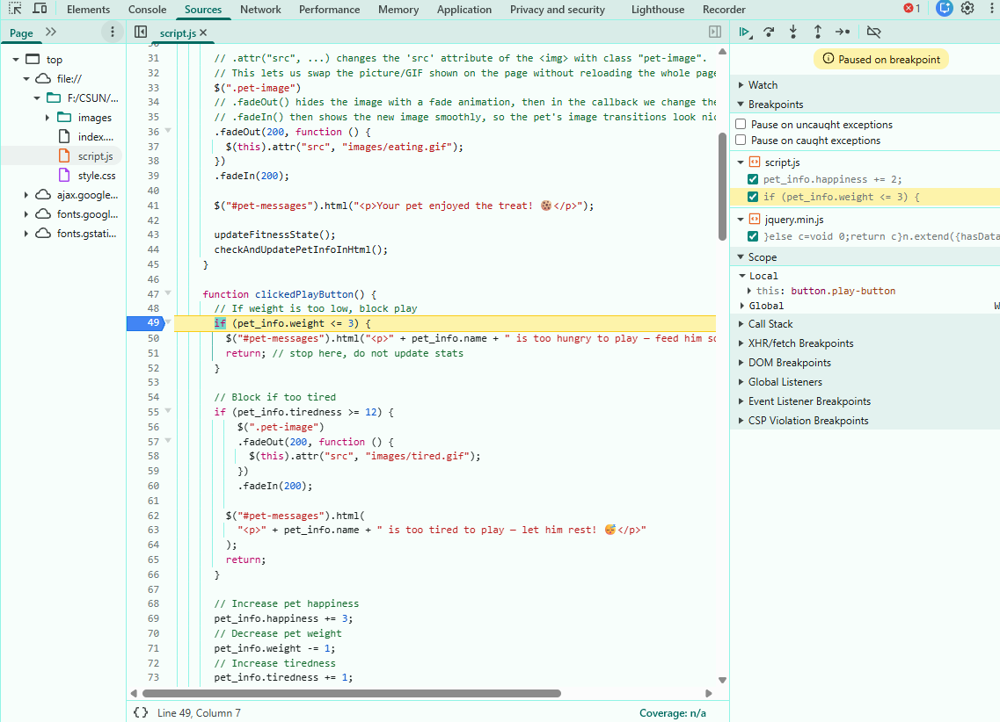 Elements Console Sources Network Performance Memory Application Privacy and security Lighthouse Recorder 1
Page
script.js
Paused on breakpoint
top
file://
F:/CSUN/...
images
index....
script.js
style.css
ajax.google...
fonts.googl...
fonts.gstati...
31 // .attr("src", ...) changes the 'src' attribute of the <img> with class "pet-image".
32 // This lets us swap the picture/GIF shown on the page without reloading the whole page
33 $(".pet-image")
34 // .fadeOut() hides the image with a fade animation, then in the callback we change the
35 // .fadeIn() then shows the new image smoothly, so the pet's image transitions look nic
36 .fadeOut(200, function () {
37 $(this).attr("src", "images/eating.gif");
38 })
39 .fadeIn(200);
40
41 $("#pet-messages").html("<p>Your pet enjoyed the treat! 🍪</p>");
42
43 updateFitnessState();
44 checkAndUpdatePetInfoInHtml();
45 }
46
47 function clickedPlayButton() {
48 // If weight is too low, block play
49 if (pet_info.weight <= 3) {
50 $("#pet-messages").html("<p>" + pet_info.name + " is too hungry to play – feed him so
51 return; // stop here, do not update stats
52 }
53
54 // Block if too tired
55 if (pet_info.tiredness >= 12) {
56 $(".pet-image")
57 .fadeOut(200, function () {
58 $(this).attr("src", "images/tired.gif");
59 })
60 .fadeIn(200);
61
62 $("#pet-messages").html(
63 "<p>" + pet_info.name + " is too tired to play – let him rest! 😴</p>"
64 );
65 return;
66 }
67
68 // Increase pet happiness
69 pet_info.happiness += 3;
70 // Decrease pet weight
71 pet_info.weight -= 1;
72 // Increase tiredness
73 pet_info.tiredness += 1;
{} Line 49, Column 7
Coverage: n/a
Watch
Breakpoints
Pause on uncaught exceptions
Pause on caught exceptions
script.js
pet_info.happiness += 2;
if (pet_info.weight <= 3) {
jquery.min.js
}else c=void 0;return c}n.extend({hasData
Scope
Local
this: button.play-button
Global W
Call Stack
XHR/fetch Breakpoints
DOM Breakpoints
Global Listeners
Event Listener Breakpoints
CSP Violation Breakpoints